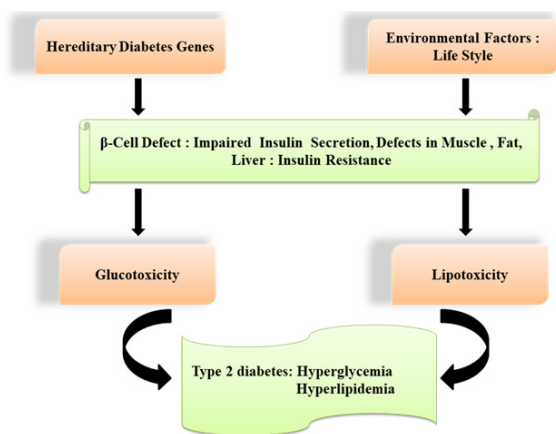 Hereditary Diabetes Genes
Environmental Factors :
Life Style
β-Cell Defect : Impaired Insulin Secretion, Defects in Muscle , Fat,
Liver : Insulin Resistance
Glucotoxicity
Lipotoxicity
Type 2 diabetes: Hyperglycemia
Hyperlipidemia